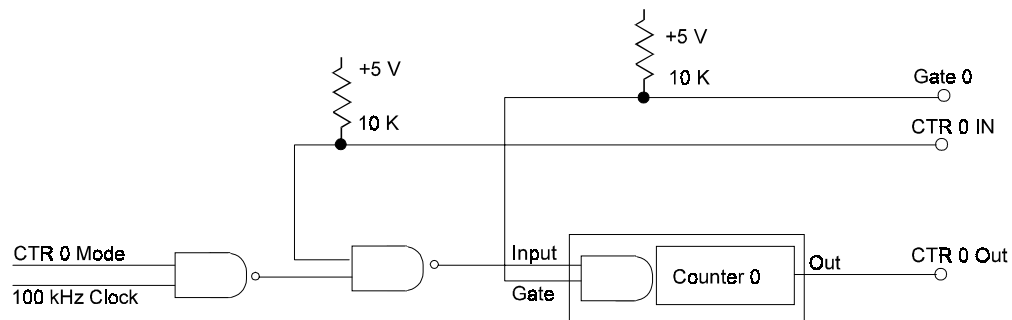 +5 V
10 K
Gate 0
+5 V
10 K
CTR 0 IN
CTR 0 Mode
100 kHz Clock
Input
Gate
Counter 0
Out
CTR 0 Out